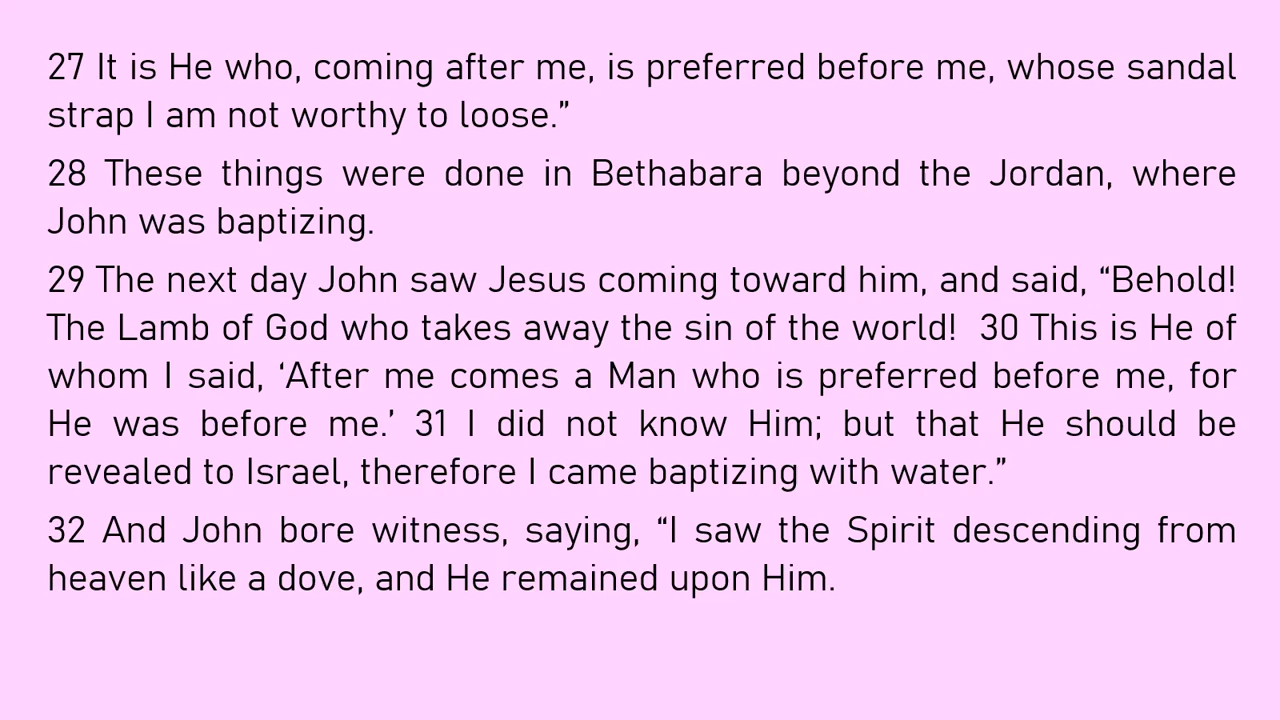 27 It is He who, coming after me, is preferred before me, whose sandal
strap I am not worthy to loose.”
28 These things were done in Bethabara beyond the Jordan, where
John was baptizing.
29 The next day John saw Jesus coming toward him, and said, “Behold!
The Lamb of God who takes away the sin of the world!  30 This is He of
whom I said, ‘After me comes a Man who is preferred before me, for
He was before me.’ 31 I did not know Him; but that He should be
revealed to Israel, therefore I came baptizing with water.”
32 And John bore witness, saying, “I saw the Spirit descending from
heaven like a dove, and He remained upon Him.